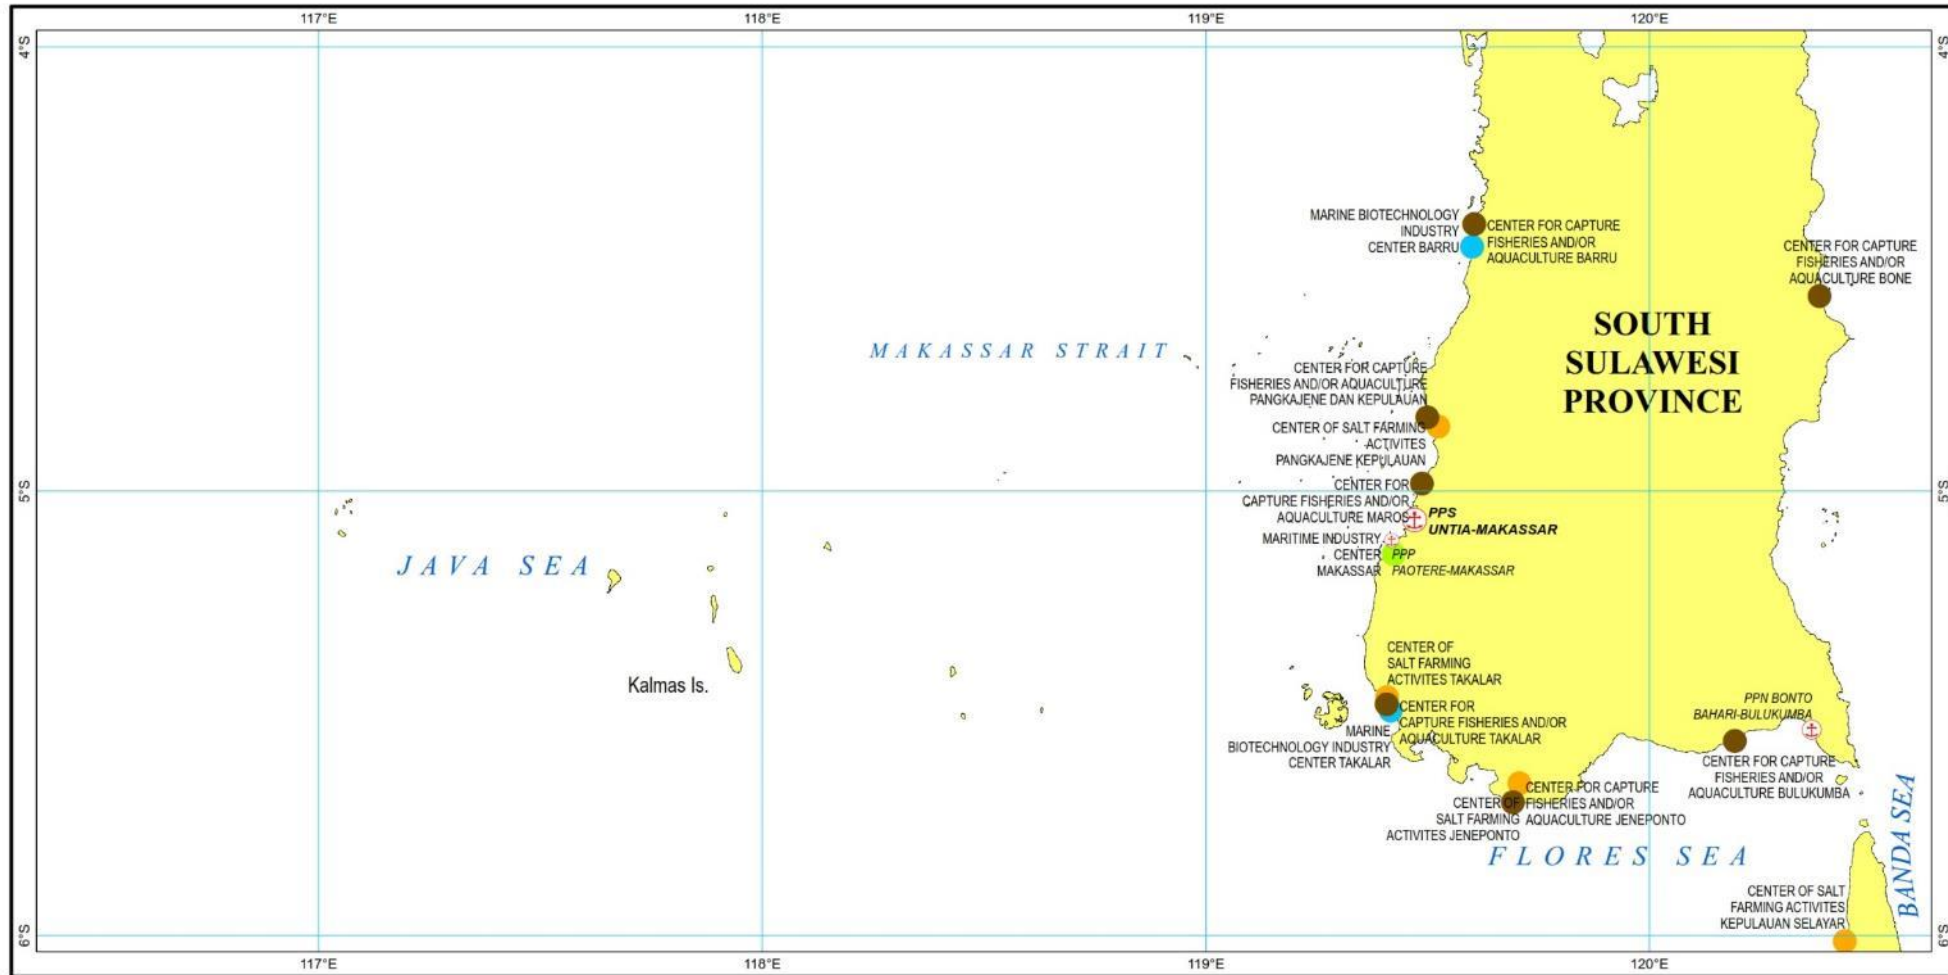 117°E
118°E
119°E
120°E
4°S
4°S
MARINE BIOTECHNOLOGY
INDUSTRY
CENTER BARRU
CENTER FOR CAPTURE
FISHERIES AND/OR
AQUACULTURE BARRU
CENTER FOR CAPTURE
FISHERIES AND/OR
AQUACULTURE BONE
SOUTH
SULAWESI
PROVINCE
MAKASSAR STRAIT
CENTER FOR CAPTURE
FISHERIES AND/OR AQUACULTURE
PANGKAJENE DAN KEPULAUAN
CENTER OF SALT FARMING
ACTIVITES
PANGKAJENE KEPULAUAN
5°S
5°S
CENTER FOR
CAPTURE FISHERIES AND/OR
AQUACULTURE MAROS
PPS
UNTIA-MAKASSAR
MARITIME INDUSTRY
CENTER
MAKASSAR
PPP
PAOTERE-MAKASSAR
JAVA SEA
Kalmas Is.
CENTER OF
SALT FARMING
ACTIVITES TAKALAR
CENTER FOR
CAPTURE FISHERIES AND/OR
AQUACULTURE TAKALAR
MARINE
BIOTECHNOLOGY INDUSTRY
CENTER TAKALAR
PPN BONTO
BAHARI-BULUKUMBA
CENTER FOR CAPTURE
FISHERIES AND/OR
AQUACULTURE BULUKUMBA
CENTER FOR CAPTURE
FISHERIES AND/OR
AQUACULTURE JENEPONTO
CENTER OF
SALT FARMING
ACTIVITES JENEPONTO
FLORES SEA
BANDA SEA
CENTER OF SALT
FARMING ACTIVITES
KEPULAUAN SELAYAR
6°S
6°S
117°E
118°E
119°E
120°E